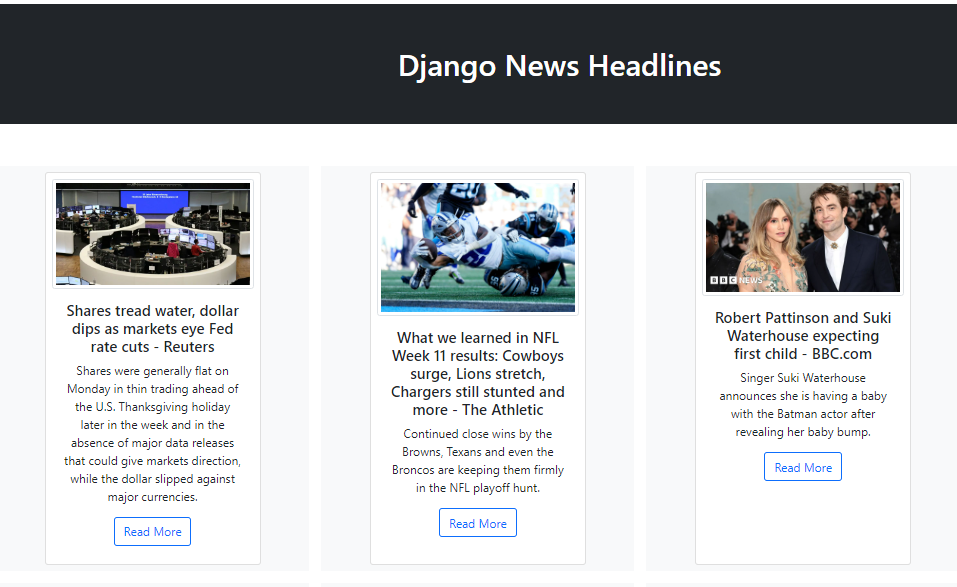 Django News Headlines
Shares tread water, dollar
dips as markets eye Fed
rate cuts - Reuters
Shares were generally flat on
Monday in thin trading ahead of
the U.S. Thanksgiving holiday
later in the week and in the
absence of major data releases
that could give markets direction,
while the dollar slipped against
major currencies.
Read More
What we learned in NFL
Week 11 results: Cowboys
surge, Lions stretch,
Chargers still stunted and
more - The Athletic
Continued close wins by the
Browns, Texans and even the
Broncos are keeping them firmly
in the NFL playoff hunt.
Read More
BBC NEWS
Robert Pattinson and Suki
Waterhouse expecting
first child - BBC.com
Singer Suki Waterhouse
announces she is having a baby
with the Batman actor after
revealing her baby bump.
Read More